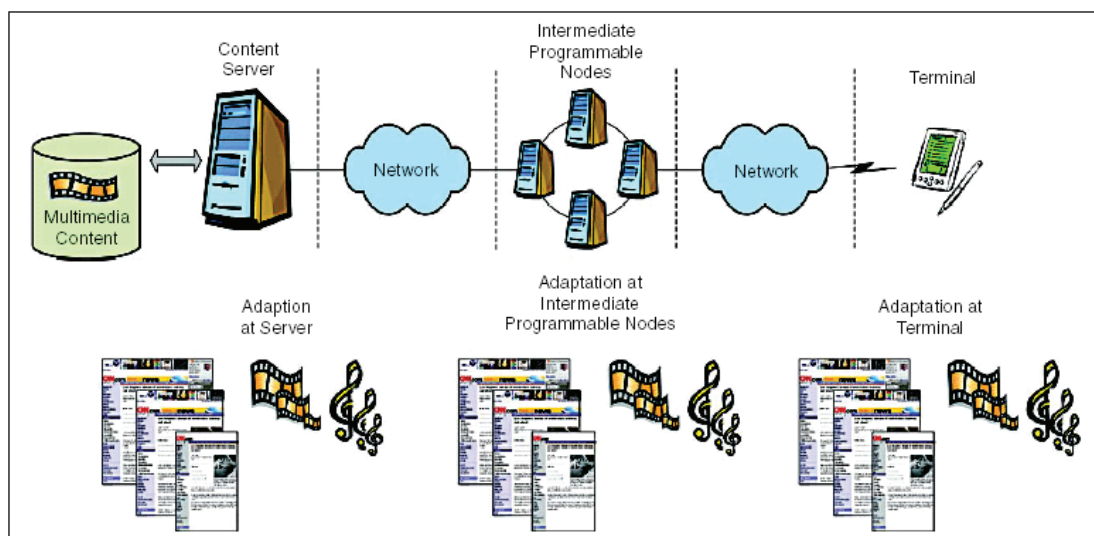 Content
Server
Intermediate
Programmable
Nodes
Terminal
Multimedia
Content
Network
Network
Adaption
at Server
Adaptation at
Intermediate
Programmable Nodes
Adaptation at
Terminal